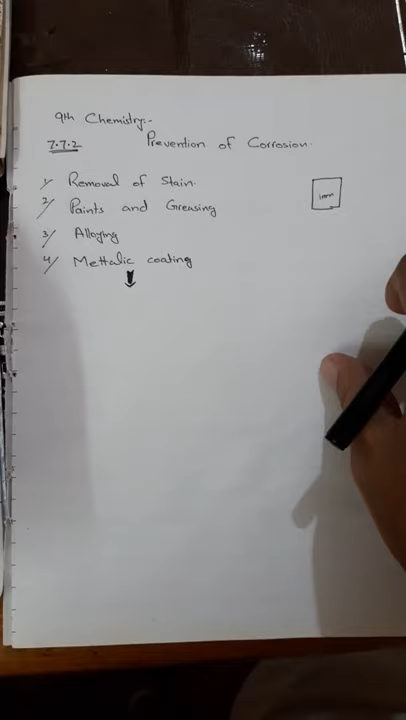 9th Chemistry:-
7.7.2 Prevention of Corrosion.
1/ Removal of Stain.
2/ Paints and Greasing
3/ Alloying
4/ Mettalic coating
iron